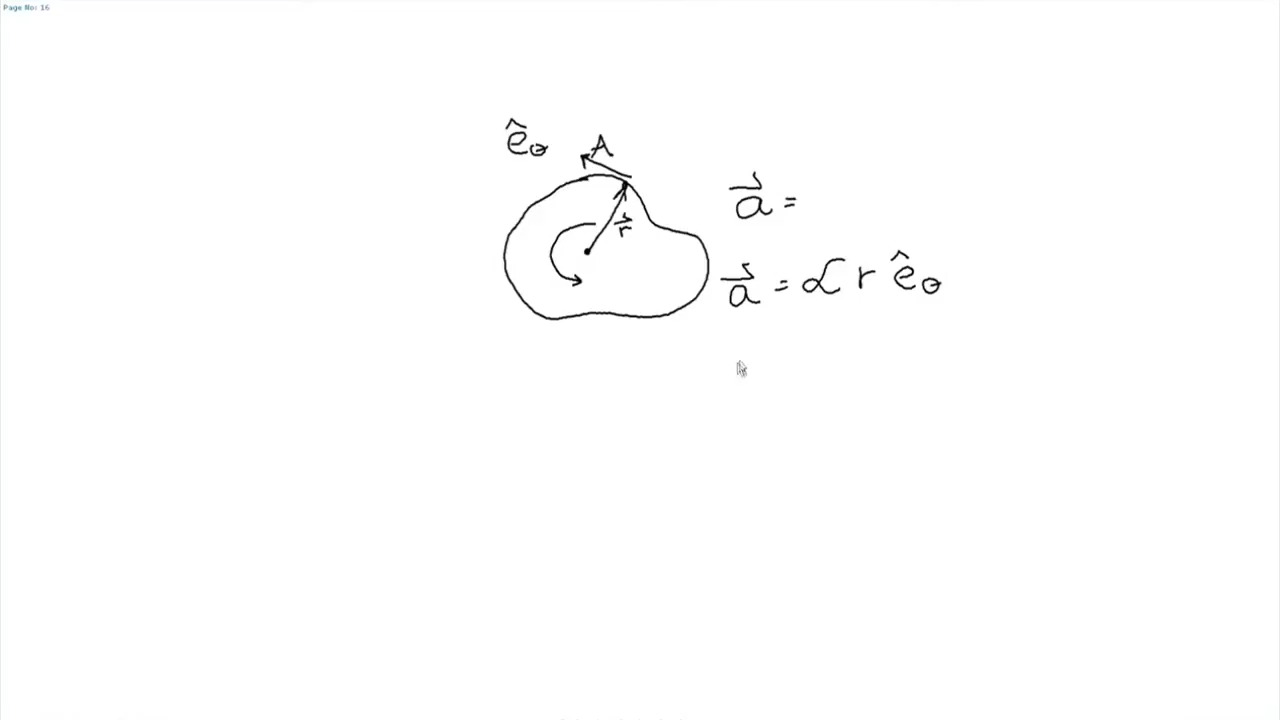 Page No: 16
ê_θ
A
r⃗
a⃗ =
a⃗ = α r ê_θ